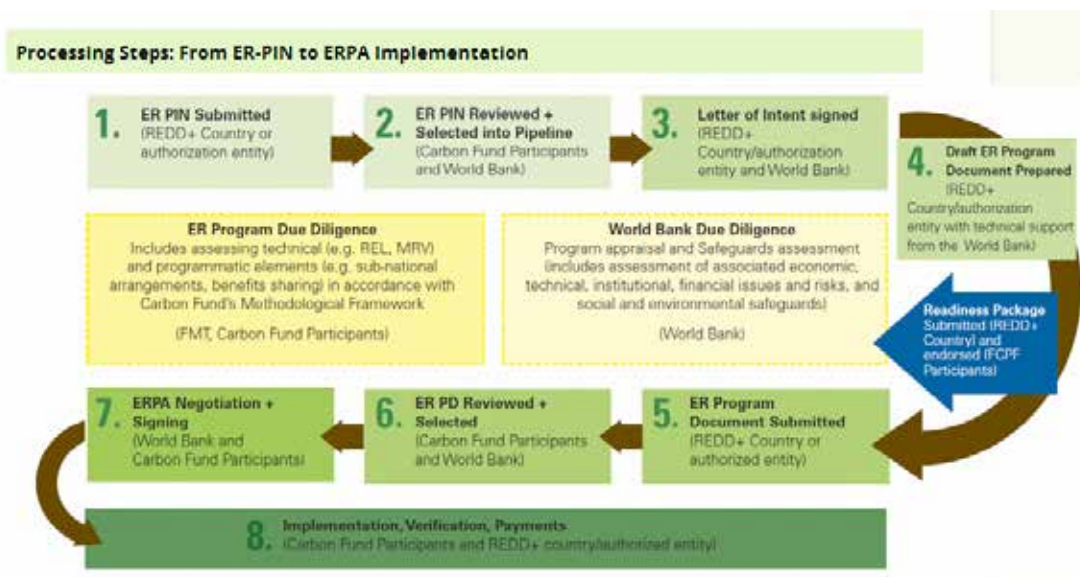 Processing Steps: From ER-PIN to ERPA Implementation
1. ER PIN Submitted
(REDD+ Country or
authorization entity)
2. ER PIN Reviewed +
Selected into Pipeline
(Carbon Fund Participants
and World Bank)
3. Letter of Intent signed
(REDD+
Country/authorization
entity and World Bank)
4. Draft ER Program
Document Prepared
(REDD+
Country/authorization
entity with technical support
from the World Bank)
ER Program Due Diligence
Includes assessing technical (e.g. REL, MRV)
and programmatic elements (e.g. sub-national
arrangements, benefits sharing) in accordance with
Carbon Fund's Methodological Framework
(FMT, Carbon Fund Participants)
World Bank Due Diligence
Program appraisal and Safeguards assessment
(includes assessment of associated economic,
technical, institutional, financial issues and risks, and
social and environmental safeguards)
(World Bank)
Readiness Package
Submitted (REDD+
Country) and
endorsed (FCPF
Participants)
5. ER Program
Document Submitted
(REDD+ Country or
authorized entity)
6. ER PD Reviewed +
Selected
(Carbon Fund Participants
and World Bank)
7. ERPA Negotiation +
Signing
(World Bank and
Carbon Fund Participants)
8. Implementation, Verification, Payments
(Carbon Fund Participants and REDD+ country/authorized entity)